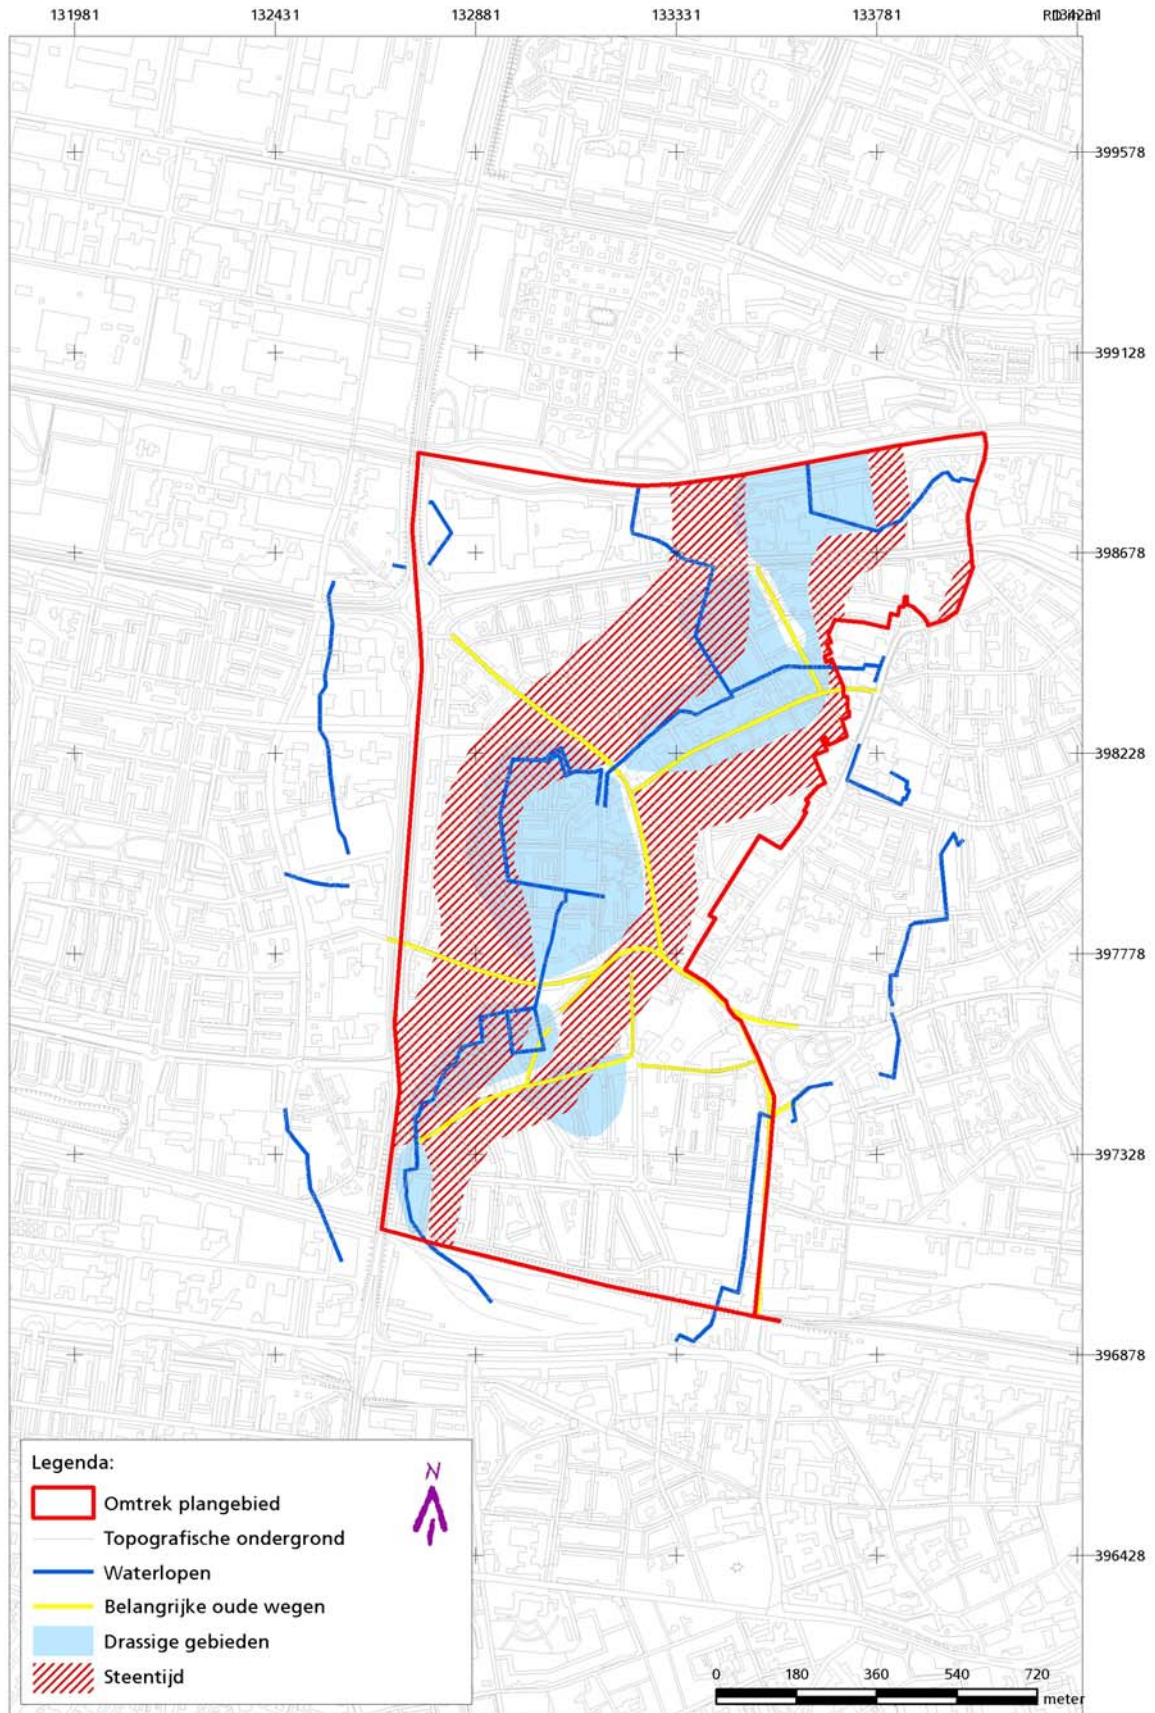 131981 132431 132881 133331 133781
399578
399128
398678
398228
397778
397328
396878
396428
Legenda:
N
Omtrek plangebied
Topografische ondergrond
Waterlopen
Belangrijke oude wegen
Drassige gebieden
Steentijd
0 180 360 540 720
meter